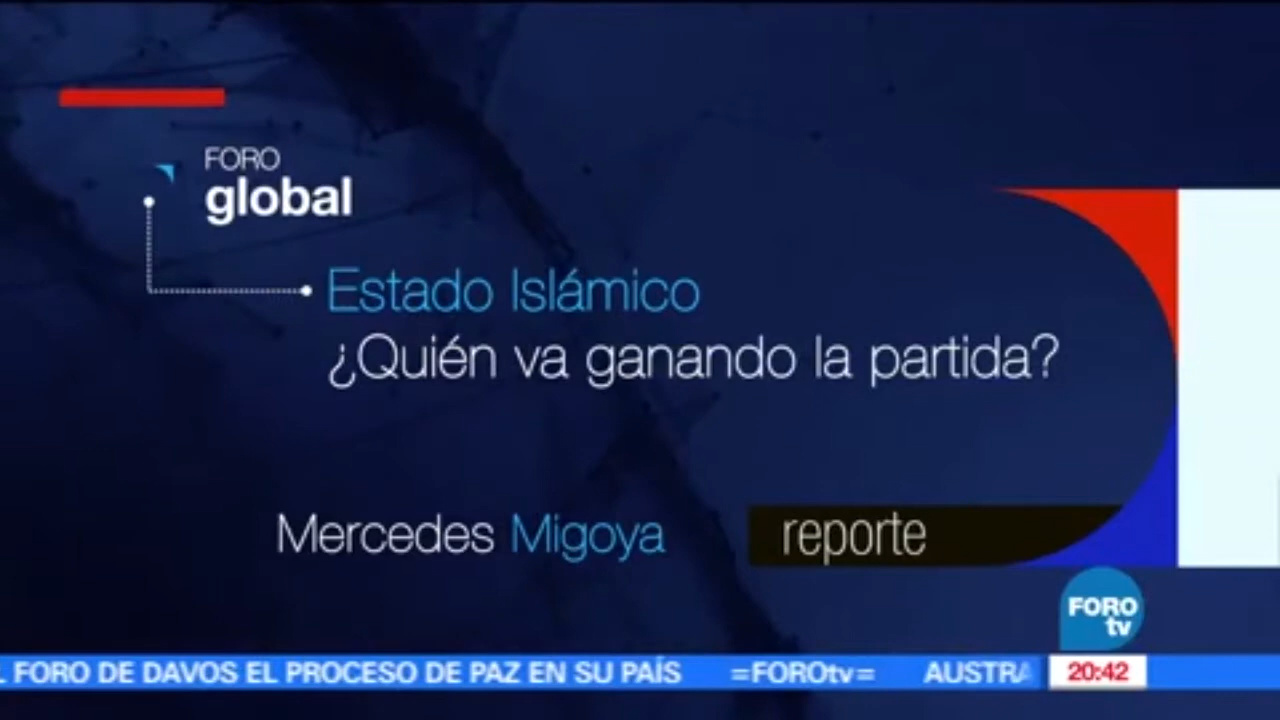 FORO
global
Estado Islámico
¿Quién va ganando la partida?
Mercedes Migoya
reporte
FORO
tv
FORO DE DAVOS EL PROCESO DE PAZ EN SU PAÍS =FOROtv= 20:42